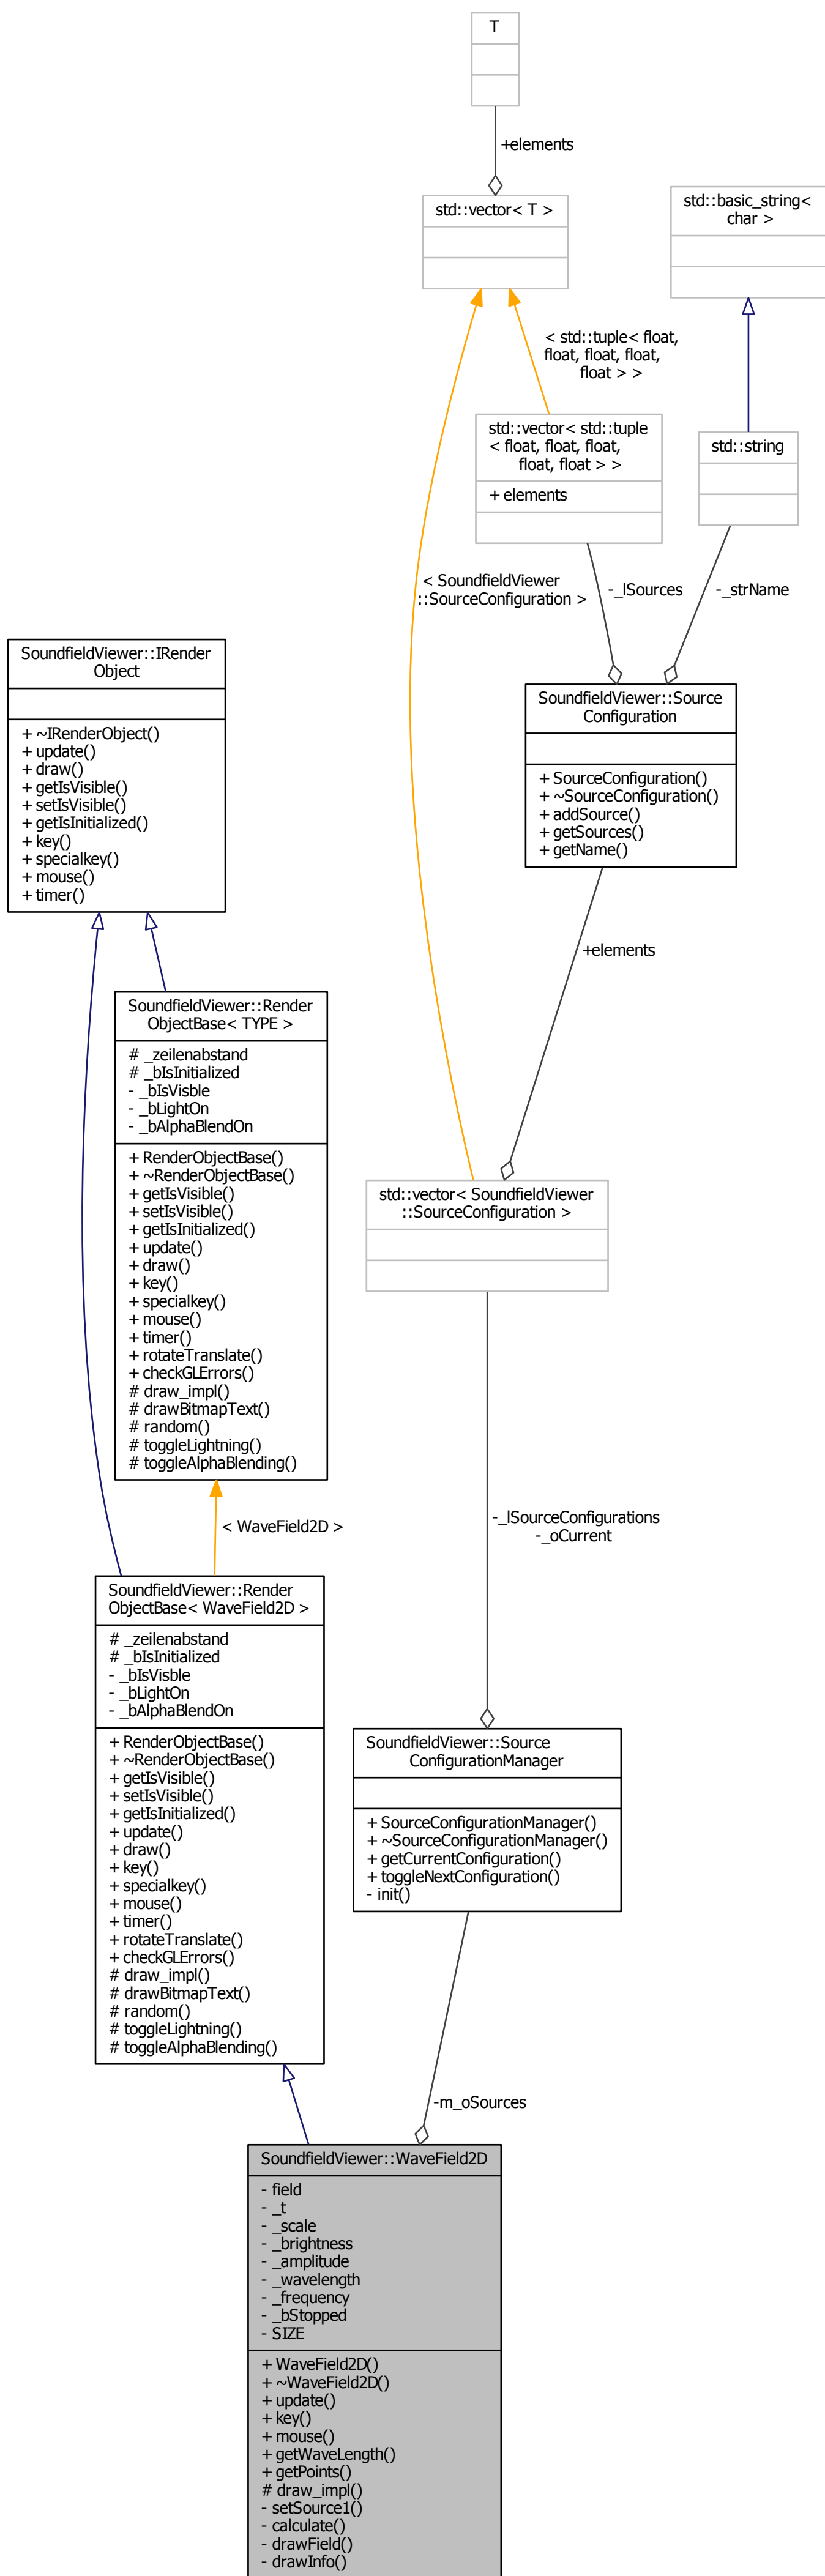 T
+elements
std::vector< T >
std::basic_string<
char >
< std::tuple< float,
float, float, float,
float > >
std::vector< std::tuple
< float, float, float,
float, float > >
+ elements
std::string
< SoundfieldViewer
::SourceConfiguration >
-_lSources
-_strName
SoundfieldViewer::IRender
Object
+ ~IRenderObject()
+ update()
+ draw()
+ getIsVisible()
+ setIsVisible()
+ getIsInitialized()
+ key()
+ specialkey()
+ mouse()
+ timer()
SoundfieldViewer::Source
Configuration
+ SourceConfiguration()
+ ~SourceConfiguration()
+ addSource()
+ getSources()
+ getName()
+elements
SoundfieldViewer::Render
ObjectBase< TYPE >
# _zeilenabstand
# _bIsInitialized
- _bIsVisble
- _bLightOn
- _bAlphaBlendOn
+ RenderObjectBase()
+ ~RenderObjectBase()
+ getIsVisible()
+ setIsVisible()
+ getIsInitialized()
+ update()
+ draw()
+ key()
+ specialkey()
+ mouse()
+ timer()
+ rotateTranslate()
+ checkGLErrors()
# draw_impl()
# drawBitmapText()
# random()
# toggleLightning()
# toggleAlphaBlending()
std::vector< SoundfieldViewer
::SourceConfiguration >
< WaveField2D >
-_lSourceConfigurations
-_oCurrent
SoundfieldViewer::Render
ObjectBase< WaveField2D >
# _zeilenabstand
# _bIsInitialized
- _bIsVisble
- _bLightOn
- _bAlphaBlendOn
+ RenderObjectBase()
+ ~RenderObjectBase()
+ getIsVisible()
+ setIsVisible()
+ getIsInitialized()
+ update()
+ draw()
+ key()
+ specialkey()
+ mouse()
+ timer()
+ rotateTranslate()
+ checkGLErrors()
# draw_impl()
# drawBitmapText()
# random()
# toggleLightning()
# toggleAlphaBlending()
SoundfieldViewer::Source
ConfigurationManager
+ SourceConfigurationManager()
+ ~SourceConfigurationManager()
+ getCurrentConfiguration()
+ toggleNextConfiguration()
- init()
-m_oSources
SoundfieldViewer::WaveField2D
- field
- _t
- _scale
- _brightness
- _amplitude
- _wavelength
- _frequency
- _bStopped
- SIZE
+ WaveField2D()
+ ~WaveField2D()
+ update()
+ key()
+ mouse()
+ getWaveLength()
+ getPoints()
# draw_impl()
- setSource1()
- calculate()
- drawField()
- drawInfo()